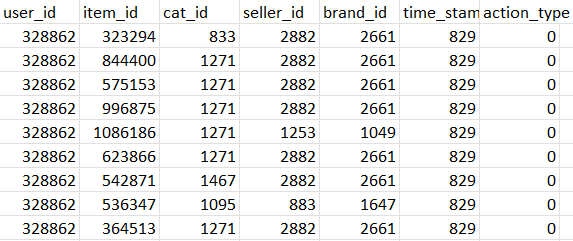 user_id item_id cat_id seller_id brand_id time_stam action_type
328862 323294 833 2882 2661 829 0
328862 844400 1271 2882 2661 829 0
328862 575153 1271 2882 2661 829 0
328862 996875 1271 2882 2661 829 0
328862 1086186 1271 1253 1049 829 0
328862 623866 1271 2882 2661 829 0
328862 542871 1467 2882 2661 829 0
328862 536347 1095 883 1647 829 0
328862 364513 1271 2882 2661 829 0